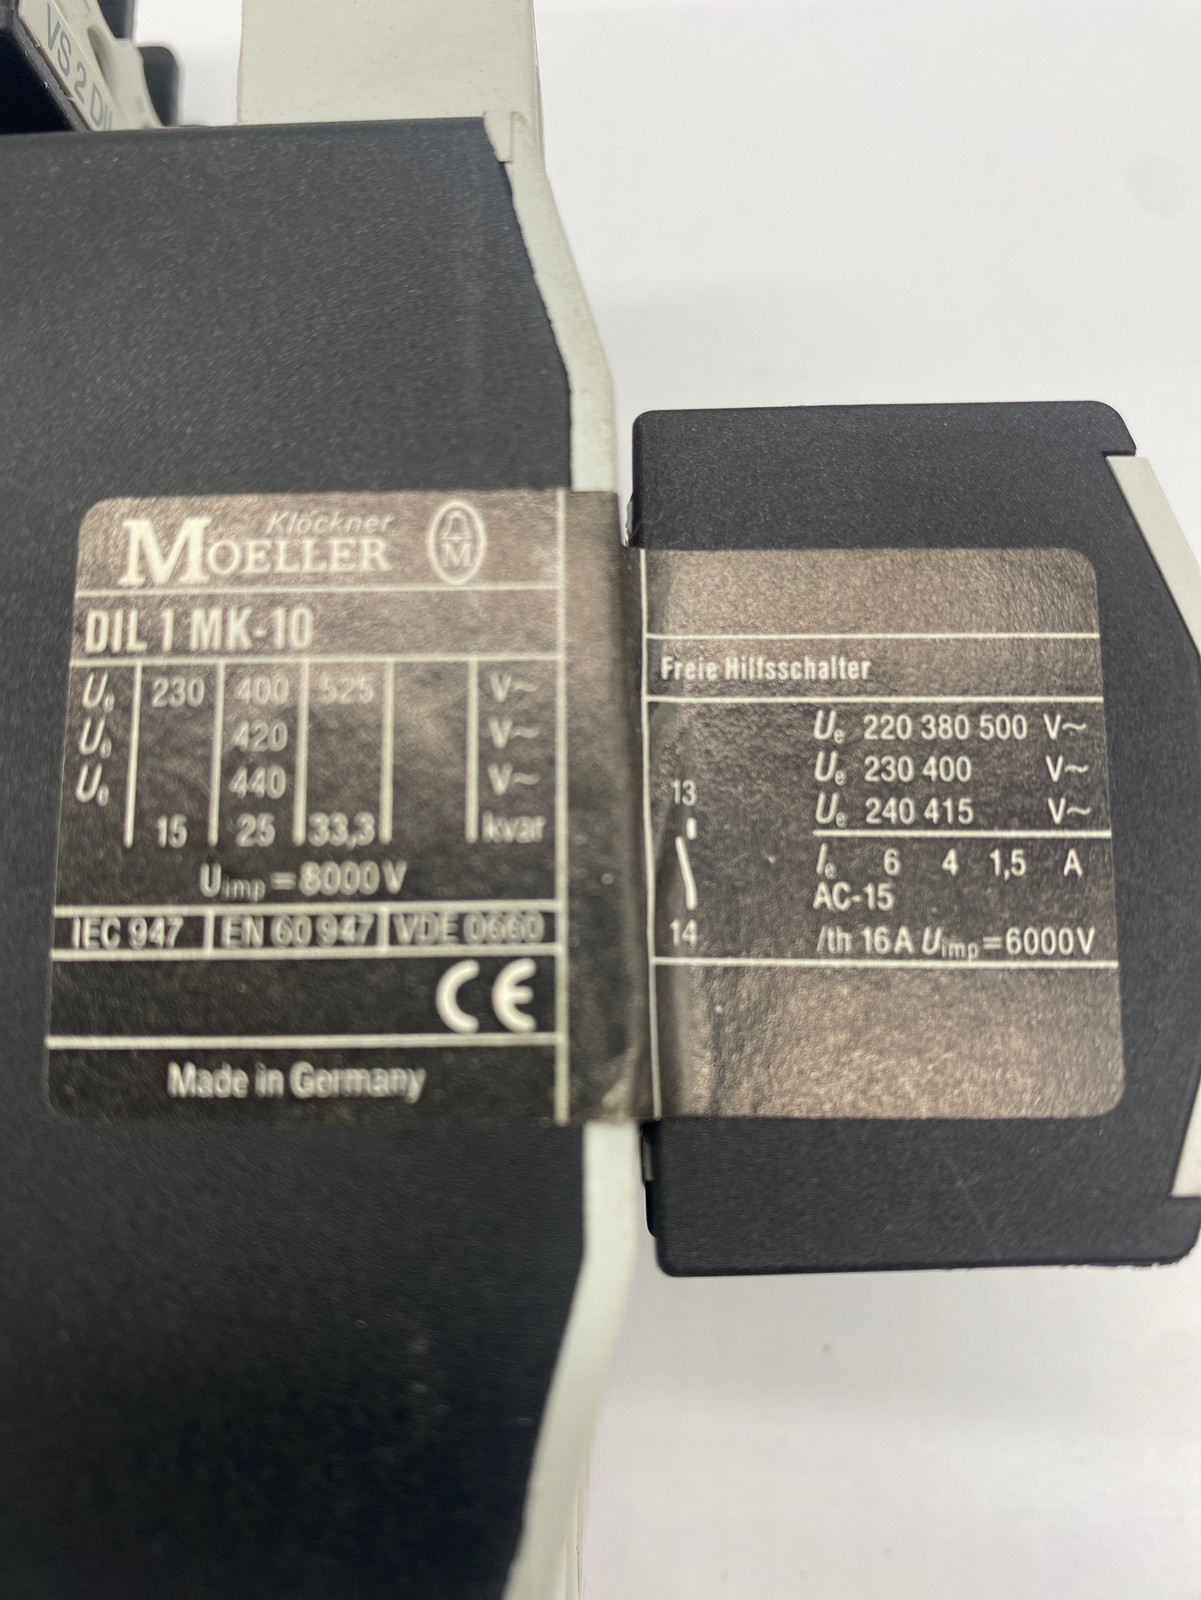 VS 2 DIL
Klöckner
MOELLER
M
DIL 1 MK-10
Ue 230 400 525 V~
Ue 420 V~
Ue 440 V~
15 25 33,3 kvar
Uimp = 8000 V
IEC 947 EN 60 947 VDE 0660
CE
Made in Germany
Freie Hilfsschalter
Ue 220 380 500 V~
Ue 230 400 V~
Ue 240 415 V~
13
Ie 6 4 1,5 A
AC-15
14
Ith 16 A Uimp=6000V